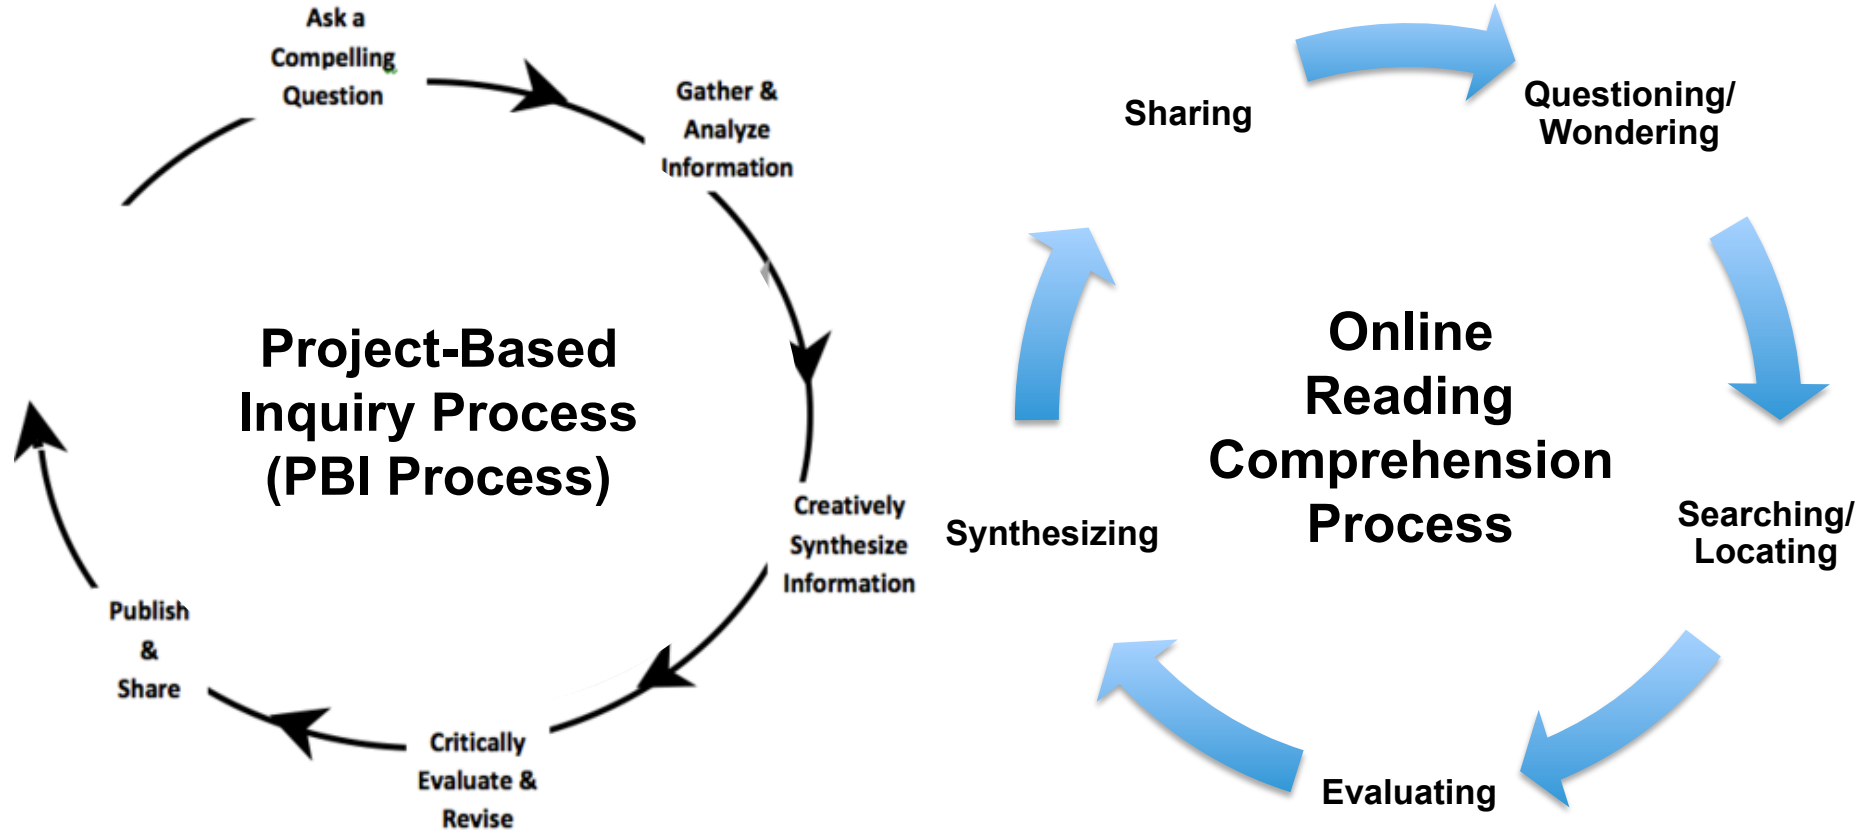 Ask a
Compelling
Question
Gather &
Analyze
Information
Creatively
Synthesize
Information
Critically
Evaluate &
Revise
Publish
&
Share
Project-Based
Inquiry Process
(PBI Process)
Sharing
Questioning/
Wondering
Searching/
Locating
Evaluating
Synthesizing
Online
Reading
Comprehension
Process